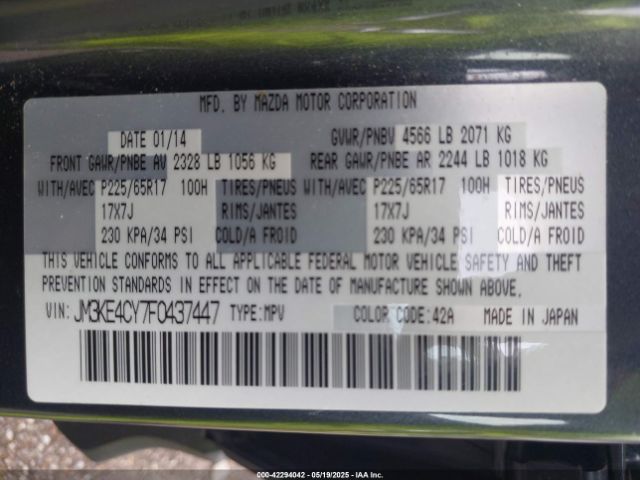 MFD. BY MAZDA MOTOR CORPORATION
DATE 01/14 GVWR/PNBV 4566 LB 2071 KG
FRONT GAWR/PNBE AV 2328 LB 1056 KG REAR GAWR/PNBE AR 2244 LB 1018 KG
WITH/AVEC P225/65R17 100H TIRES/PNEUS WITH/AVEC P225/65R17 100H TIRES/PNEUS
17X7J RIMS/JANTES 17X7J RIMS/JANTES
230 KPA/34 PSI COLD/A FROID 230 KPA/34 PSI COLD/A FROID
THIS VEHICLE CONFORMS TO ALL APPLICABLE FEDERAL MOTOR VEHICLE SAFETY AND THEFT
PREVENTION STANDARDS IN EFFECT ON THE DATE OF MANUFACTURE SHOWN ABOVE.
VIN: JM3KE4CY7F0437447 TYPE:MPV COLOR CODE:42A MADE IN JAPAN
000-42294042 - 05/19/2025 - IAA Inc.